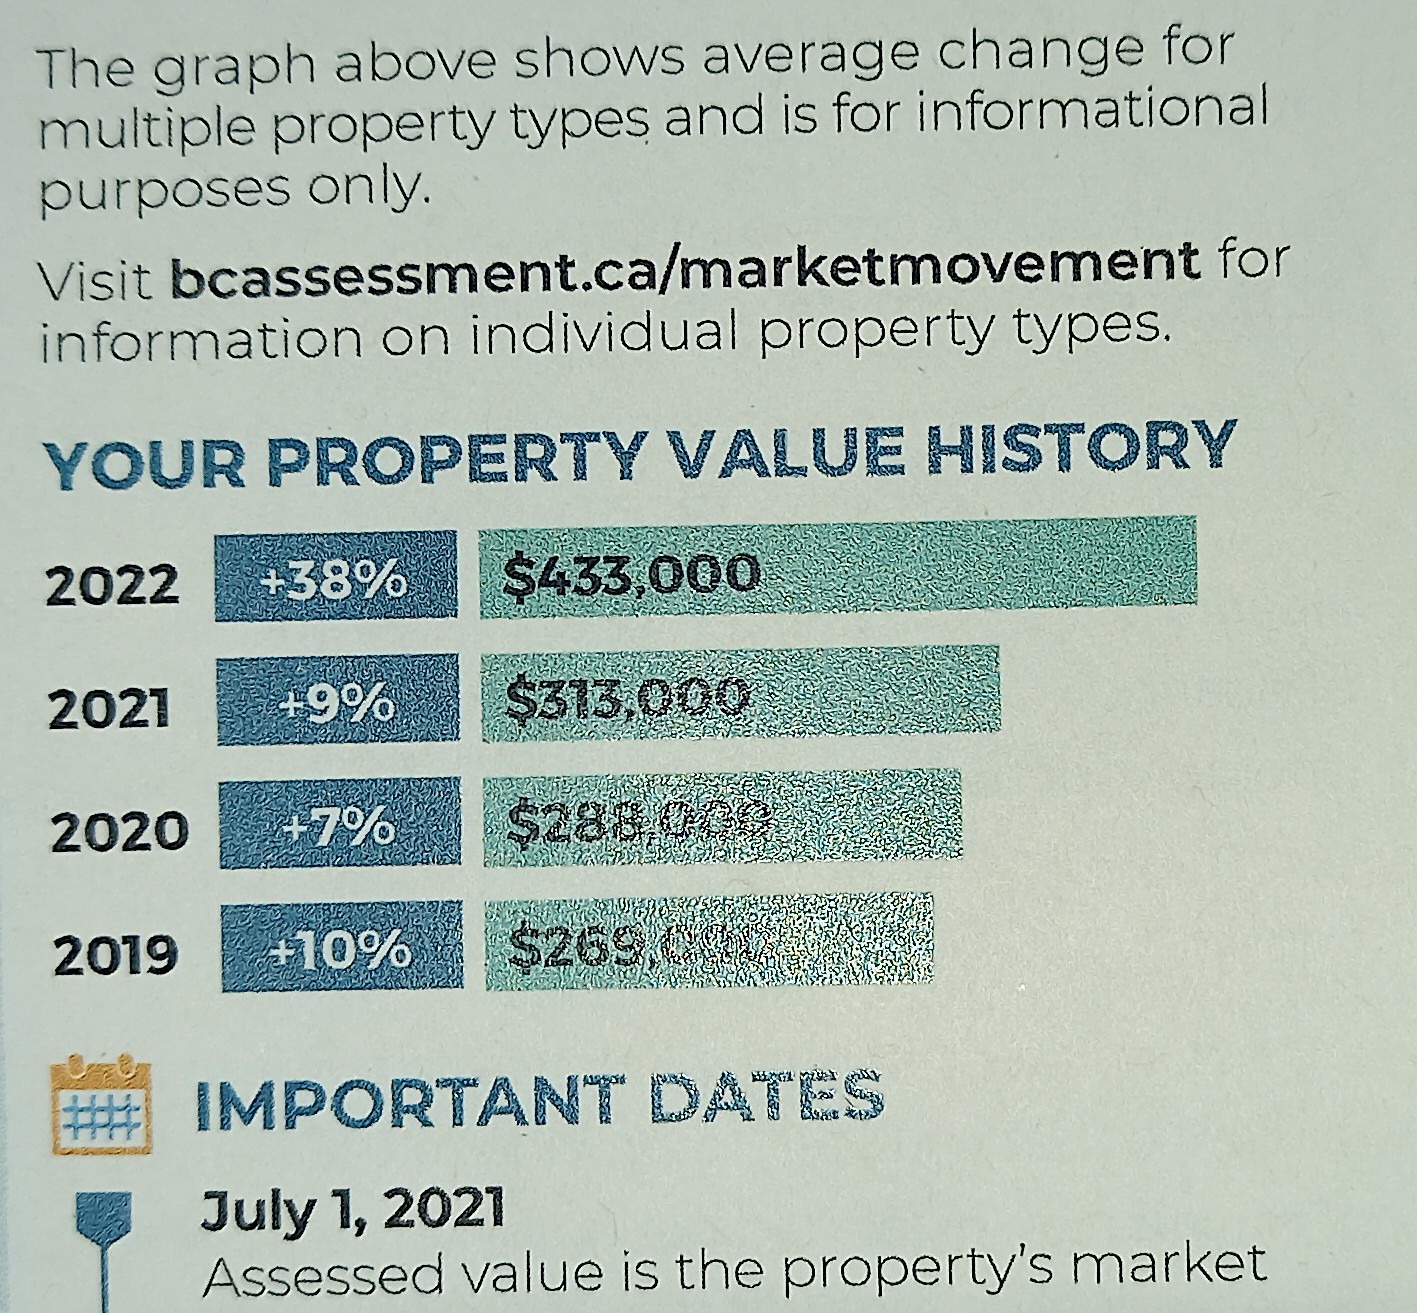 The graph above shows average change for
multiple property types and is for informational
purposes only.
Visit bcassessment.ca/marketmovement for
information on individual property types.
YOUR PROPERTY VALUE HISTORY
2022 +38% $433,000
2021 +9% $313,000
2020 +7% $288,000
2019 +10% $269,000
IMPORTANT DATES
July 1, 2021
Assessed value is the property's market